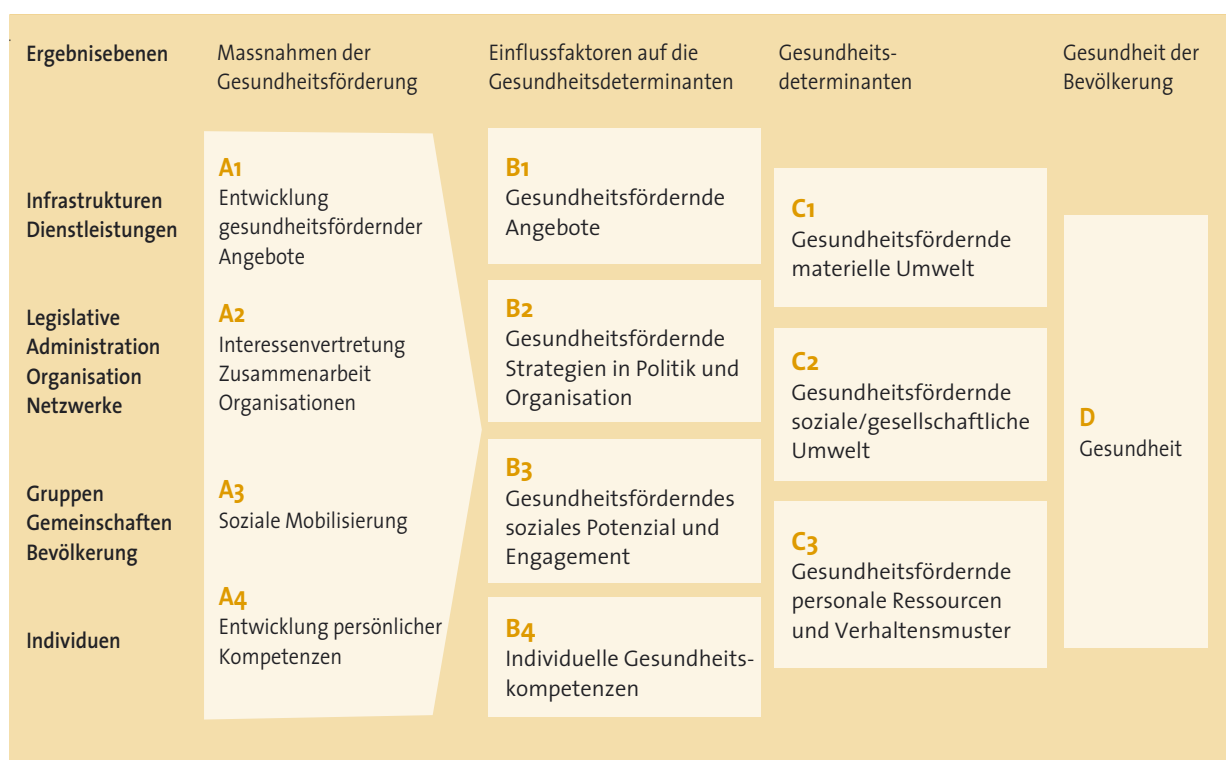 Ergebnisebenen
Massnahmen der
Gesundheitsförderung
Einflussfaktoren auf die
Gesundheitsdeterminanten
Gesundheits-
determinanten
Gesundheit der
Bevölkerung
Infrastrukturen
Dienstleistungen
Legislative
Administration
Organisation
Netzwerke
Gruppen
Gemeinschaften
Bevölkerung
Individuen
A1
Entwicklung
gesundheitsfördernder
Angebote
A2
Interessenvertretung
Zusammenarbeit
Organisationen
A3
Soziale Mobilisierung
A4
Entwicklung persönlicher
Kompetenzen
B1
Gesundheitsfördernde
Angebote
B2
Gesundheitsfördernde
Strategien in Politik und
Organisation
B3
Gesundheitsförderndes
soziales Potenzial und
Engagement
B4
Individuelle Gesundheits-
kompetenzen
C1
Gesundheitsfördernde
materielle Umwelt
C2
Gesundheitsfördernde
soziale/gesellschaftliche
Umwelt
C3
Gesundheitsfördernde
personale Ressourcen
und Verhaltensmuster
D
Gesundheit